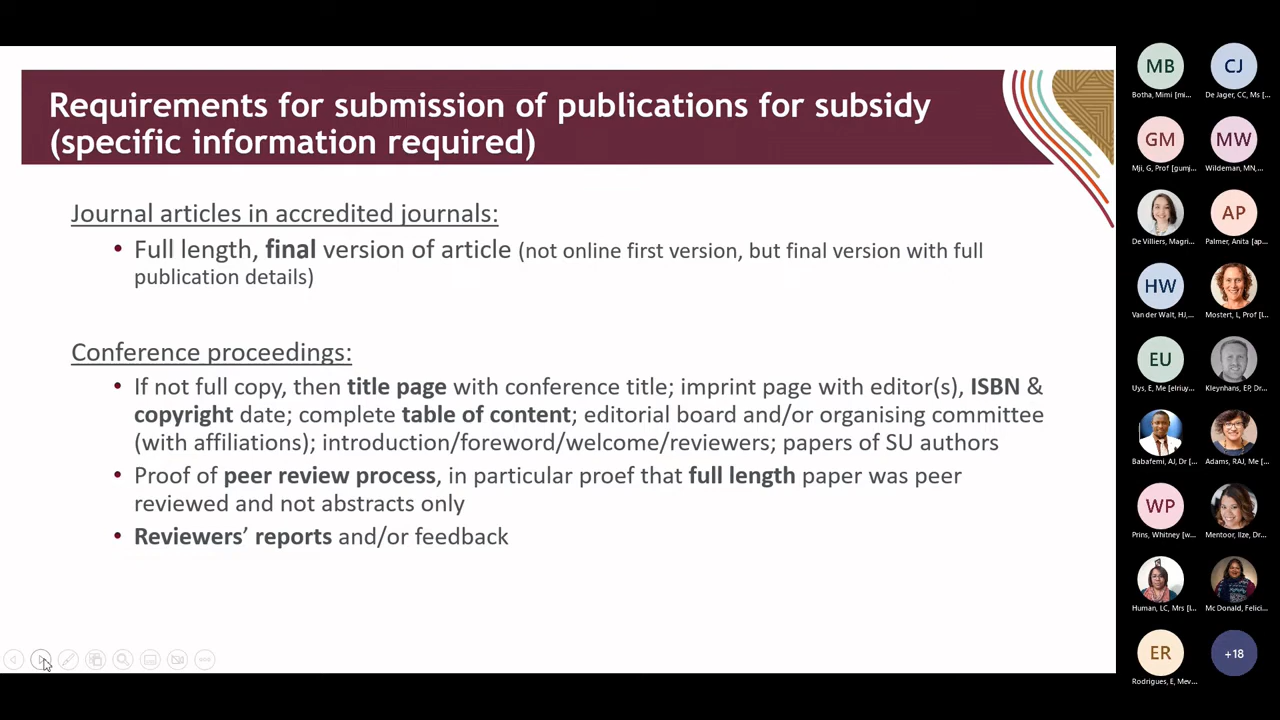 Requirements for submission of publications for subsidy
(specific information required)
Journal articles in accredited journals:
• Full length, final version of article (not online first version, but final version with full
publication details)
Conference proceedings:
• If not full copy, then title page with conference title; imprint page with editor(s), ISBN &
copyright date; complete table of content; editorial board and/or organising committee
(with affiliations); introduction/foreword/welcome/reviewers; papers of SU authors
• Proof of peer review process, in particular proef that full length paper was peer
reviewed and not abstracts only
• Reviewers’ reports and/or feedback
MB
CJ
Botha, Mimi [mi...
De Jager, CC, Ms [...
GM
MW
Mji, G, Prof [gumj...
Wildeman, MN,...
AP
De Villiers, Magri...
Palmer, Anita [ap...
HW
Van der Walt, HJ,...
Mostert, L, Prof [l...
EU
Uys, E, Me [elriuy...
Kleynhans, EP, Dr...
Babafemi, AJ, Dr [...
Adams, RAJ, Me [...
WP
Prins, Whitney [w...
Mentoor, Ilze, Dr...
Human, LC, Mrs [l...
Mc Donald, Felici...
ER
+18
Rodrigues, E, Mev...